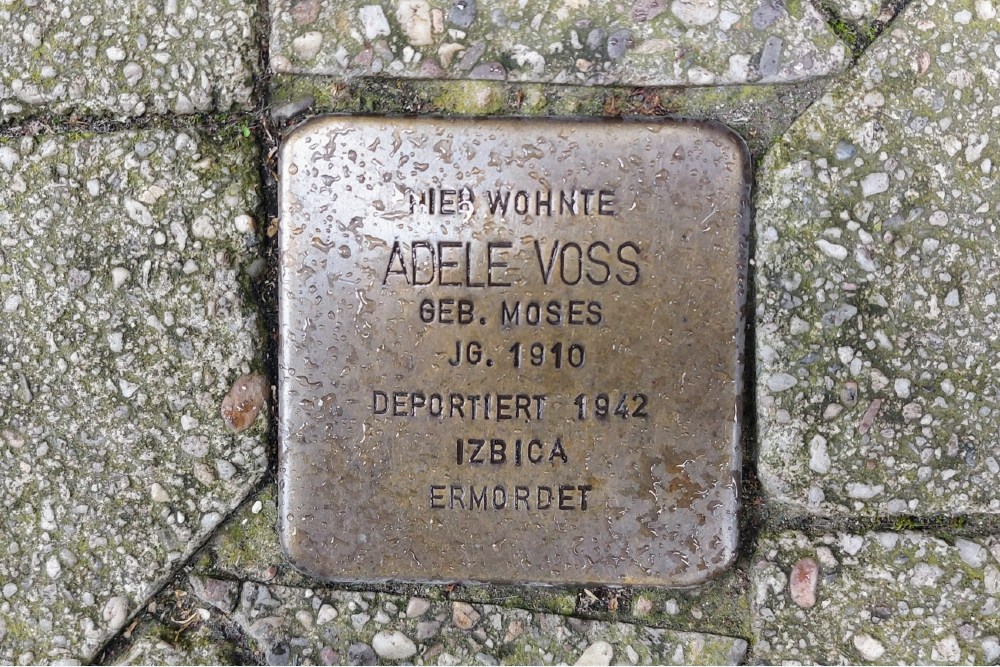 HIER WOHNTE
ADELE VOSS
GEB. MOSES
JG. 1910
DEPORTIERT 1942
IZBICA
ERMORDET